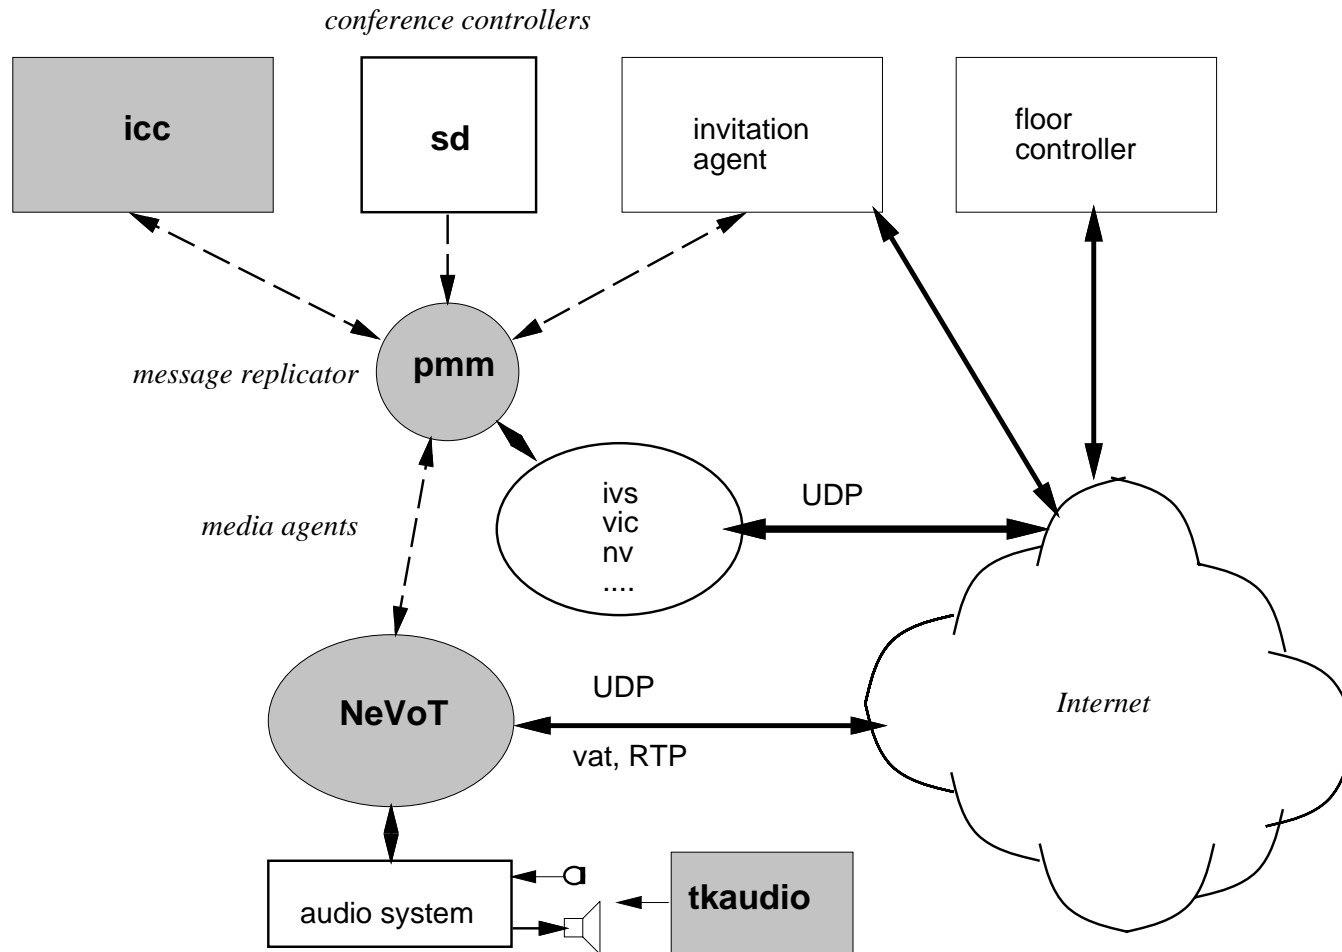 conference controllers
icc
sd
invitation
agent
floor
controller
message replicator
pmm
media agents
ivs
vic
nv
....
UDP
NeVoT
UDP
vat, RTP
Internet
audio system
tkaudio